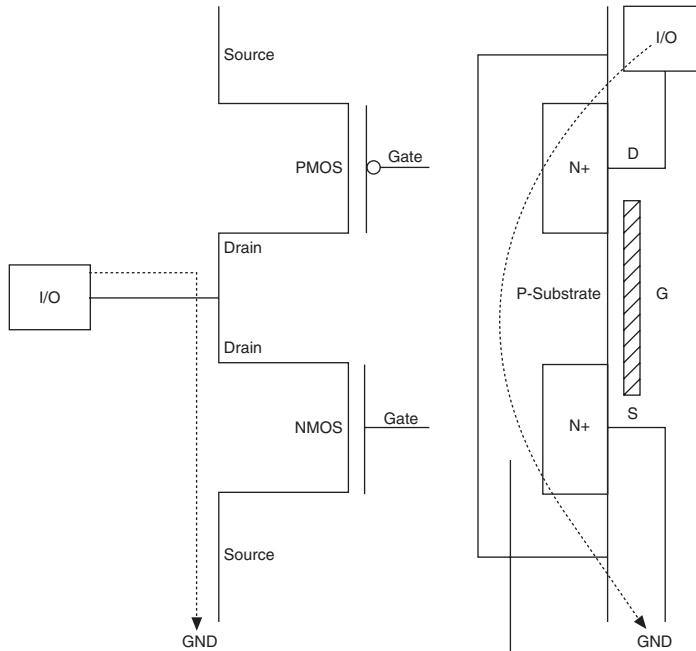 Source
PMOS
Gate
Drain
I/O
Drain
NMOS
Gate
Source
GND
I/O
D
N+
P-Substrate
G
S
N+
GND